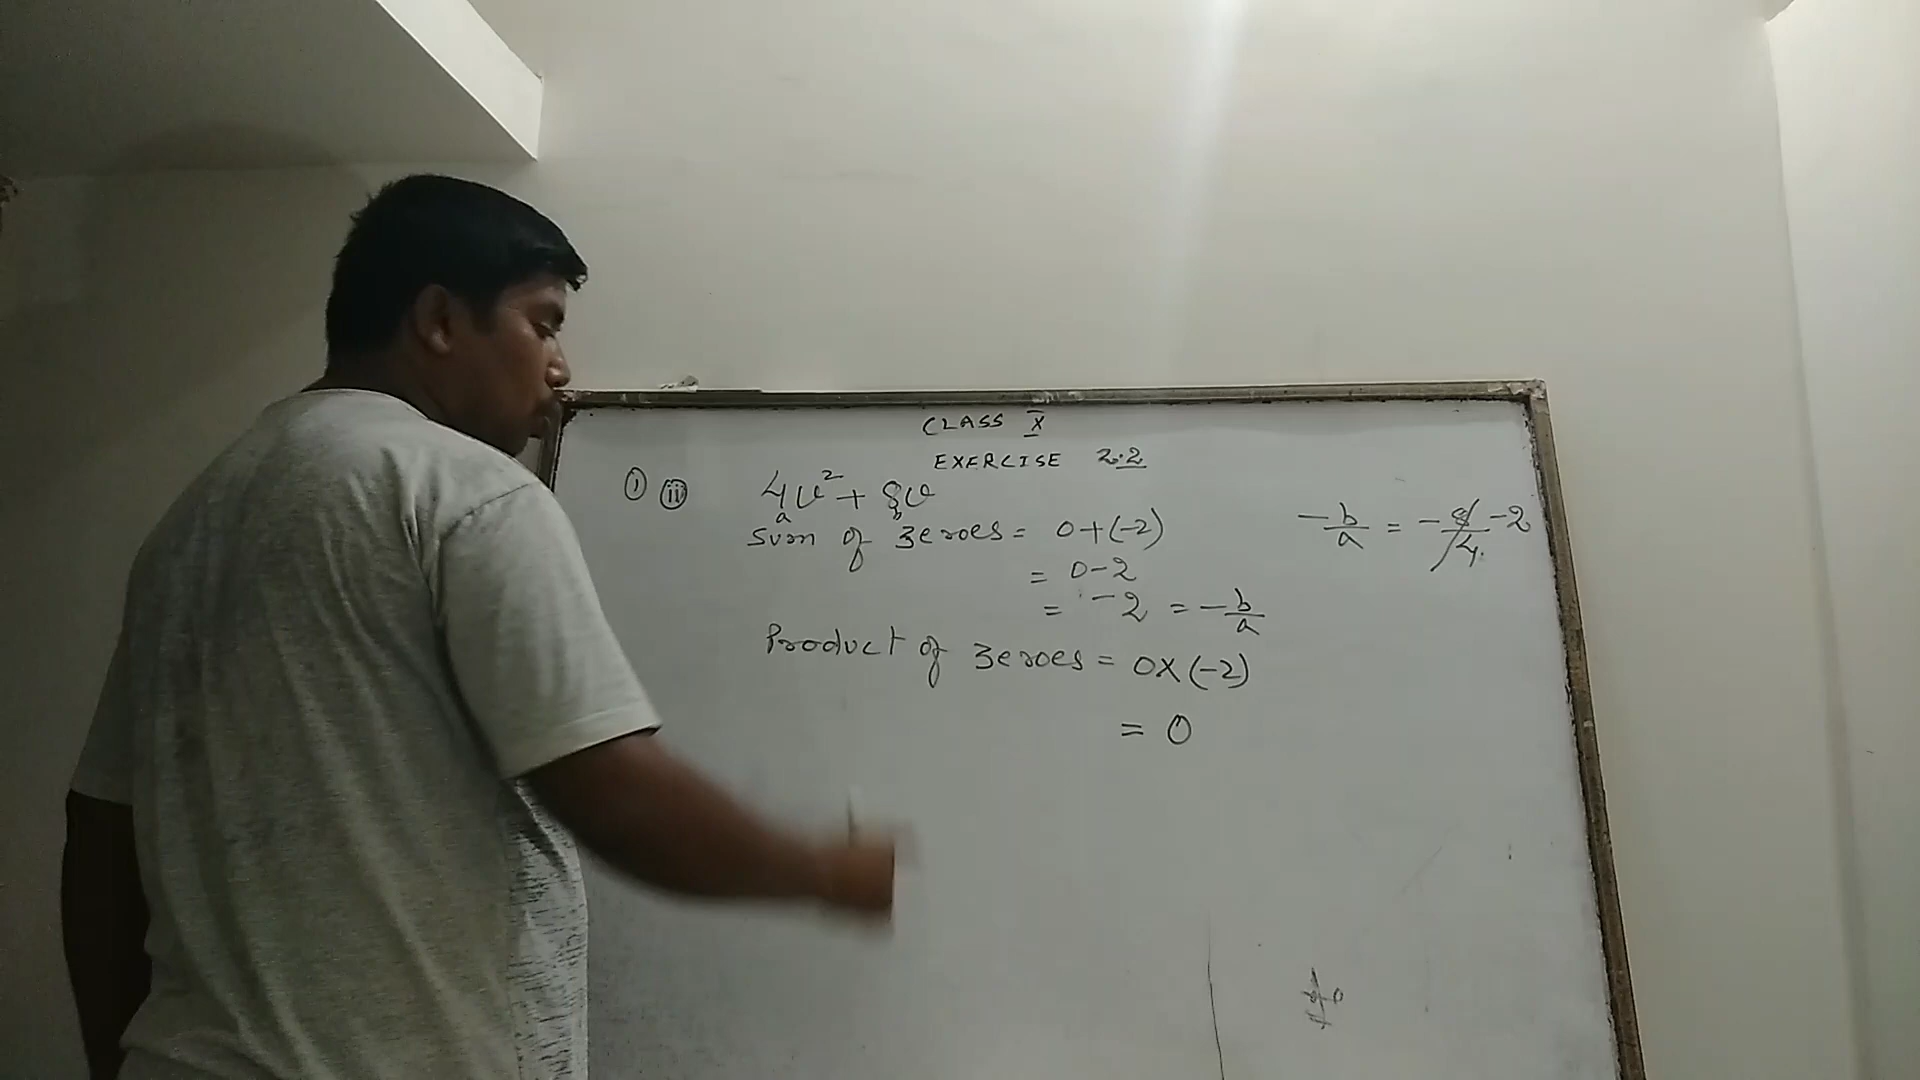 CLASS X
EXERCISE 2.2
i ii 4u² + 8u
a b
Sum of zeroes = 0+(-2)
= 0-2
= -2 = -b/a
Product of zeroes = 0×(-2)
= 0
-b/a = -8/4 -2